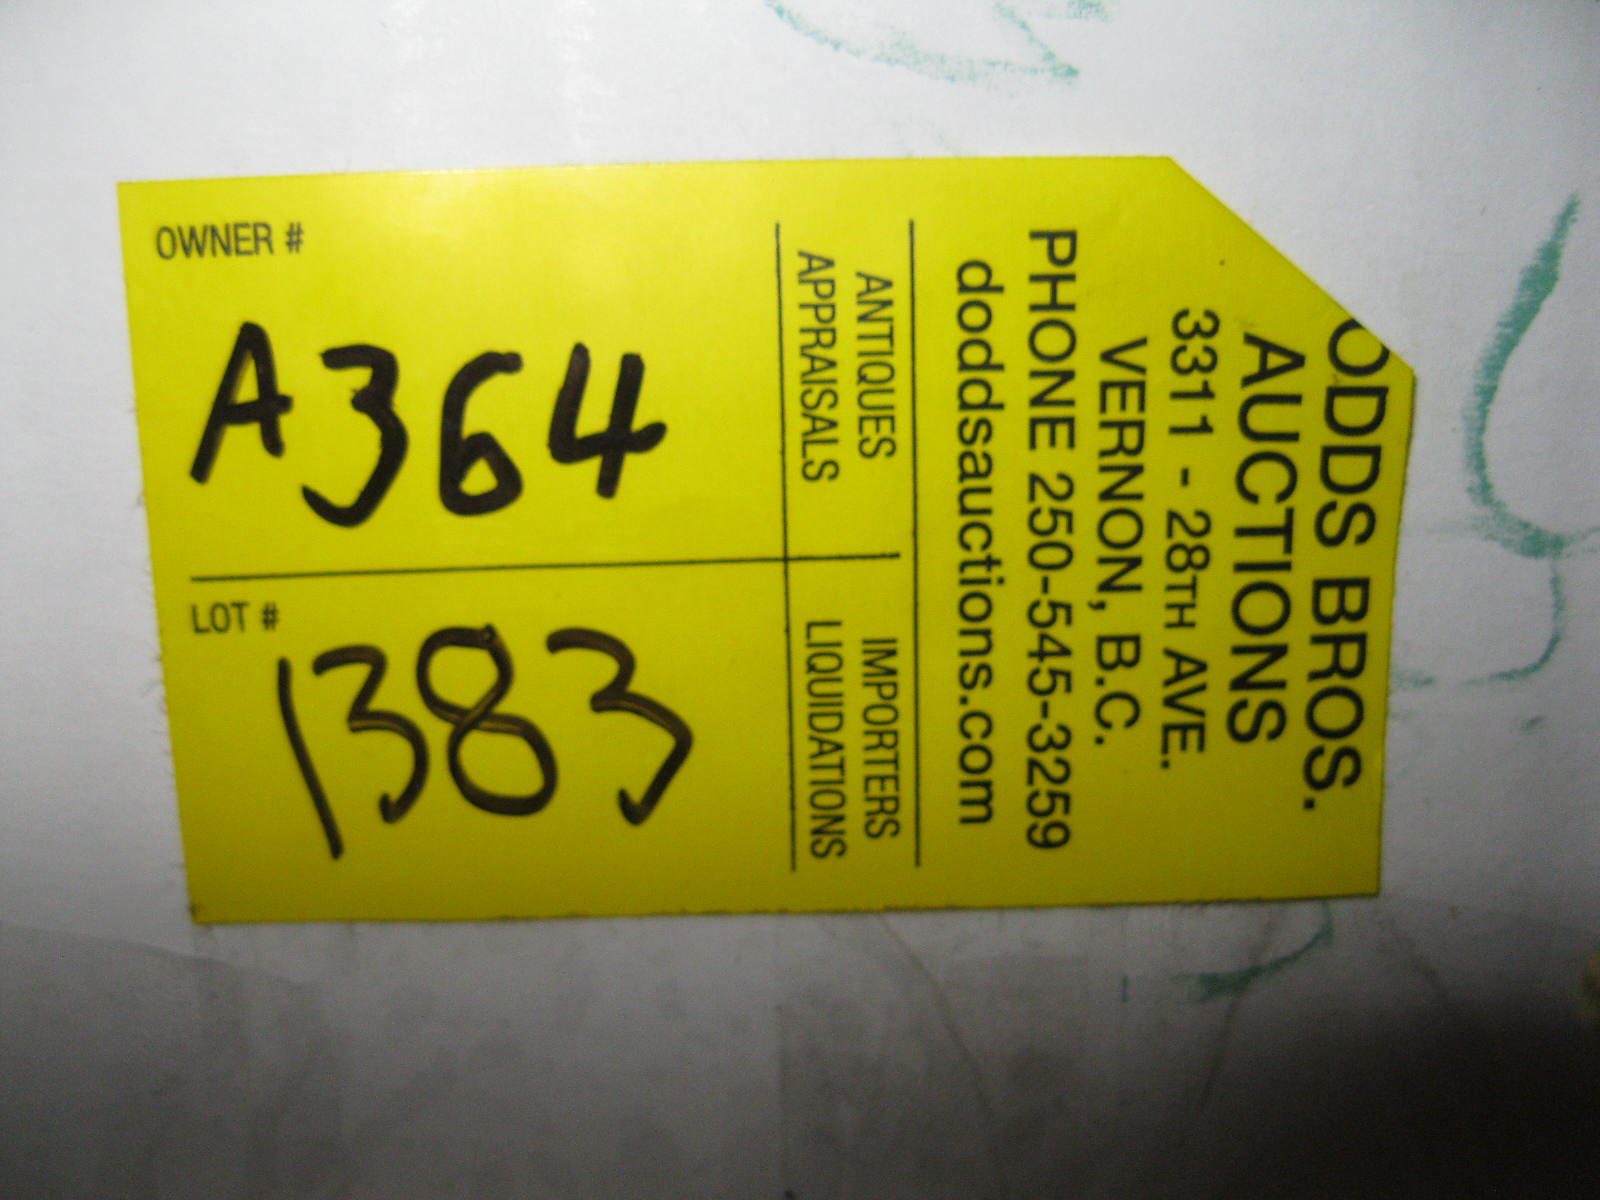 ODDS BROS.
AUCTIONS
3311 - 28TH AVE.
VERNON, B.C.
PHONE 250-545-3259
doddsauctions.com
ANTIQUES
APPRAISALS
IMPORTERS
LIQUIDATIONS
OWNER #
A364
LOT #
1383